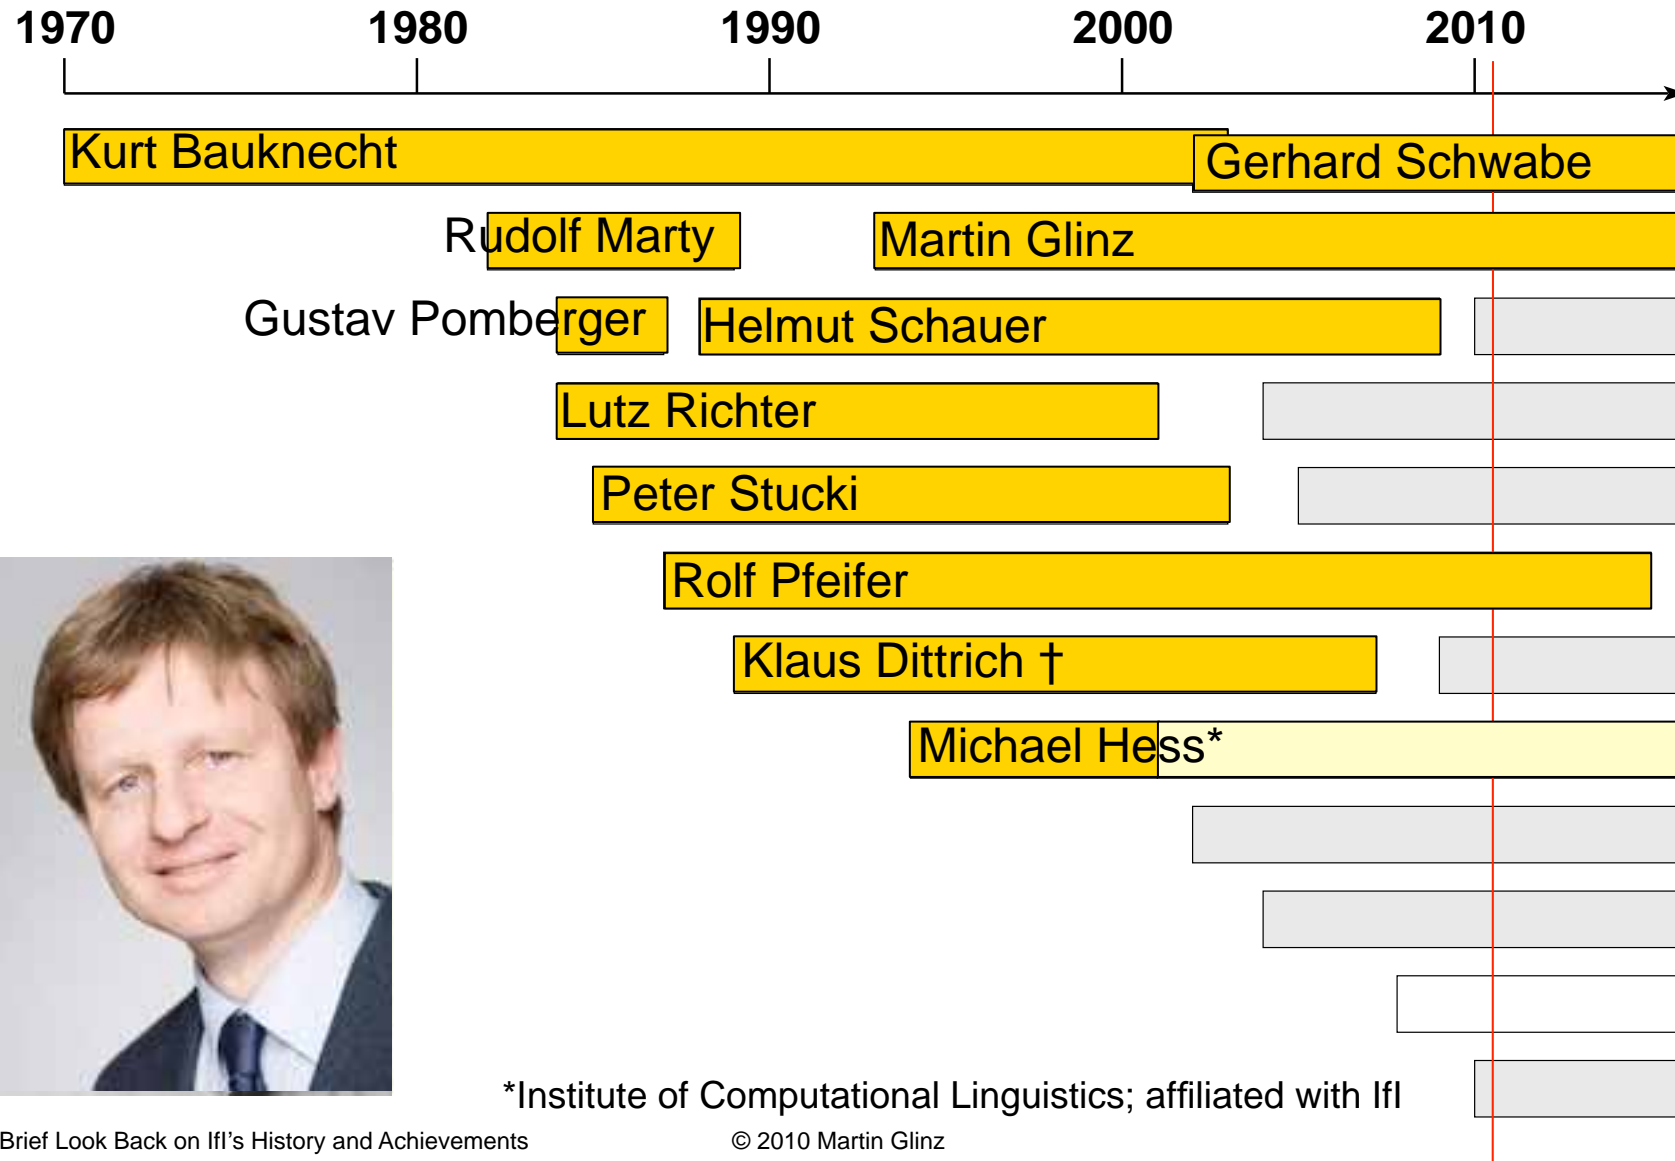 1970 1980 1990 2000 2010
Kurt Bauknecht
Gerhard Schwabe
Rudolf Marty
Martin Glinz
Gustav Pomberger
Helmut Schauer
Lutz Richter
Peter Stucki
Rolf Pfeifer
Klaus Dittrich †
Michael Hess*
*Institute of Computational Linguistics; affiliated with IfI
Brief Look Back on IfI's History and Achievements
© 2010 Martin Glinz